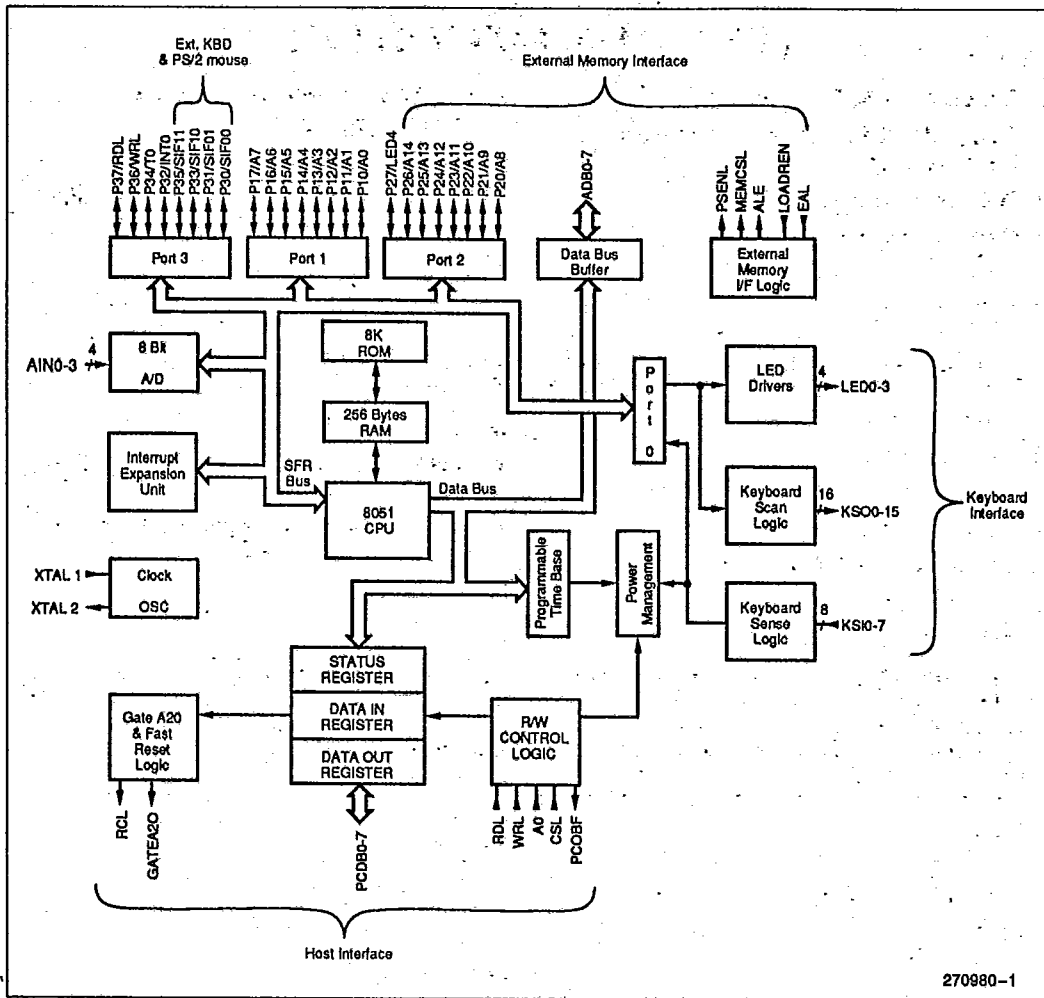 Ext. KBD
& PS/2 mouse
External Memory Interface
P37/RDL
P36/WRL
P34/T0
P32/INT0
P35/SIF11
P33/SIF10
P31/SIF01
P30/SIF00
P17/A7
P16/A6
P15/A5
P14/A4
P13/A3
P12/A2
P11/A1
P10/A0
P27/LED4
P26/A14
P25/A13
P24/A12
P23/A11
P22/A10
P21/A9
P20/A8
ADB0-7
PSENL
MEMCSL
ALE
LOADREN
EAL
Port 3
Port 1
Port 2
Data Bus
Buffer
External
Memory
I/F Logic
AIN0-3
4
8 Bit
A/D
8K
ROM
256 Bytes
RAM
Port 0
LED
Drivers
4
LED0-3
Interrupt
Expansion
Unit
SFR
Bus
8051
CPU
Data Bus
Keyboard
Scan
Logic
16
KSO0-15
Keyboard
Interface
XTAL 1
XTAL 2
Clock
OSC
Programmable
Time Base
Power
Management
Keyboard
Sense
Logic
8
KSI0-7
STATUS
REGISTER
DATA IN
REGISTER
DATA OUT
REGISTER
Gate A20
& Fast
Reset
Logic
R/W
CONTROL
LOGIC
RCL
GATEA20
PCDB0-7
RDL
WRL
A0
CSL
PCOBF
Host Interface
270980-1